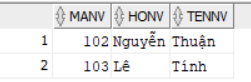 MANV HONV TENNV
1 102 Nguyễn Thuận
2 103 Lê Tính